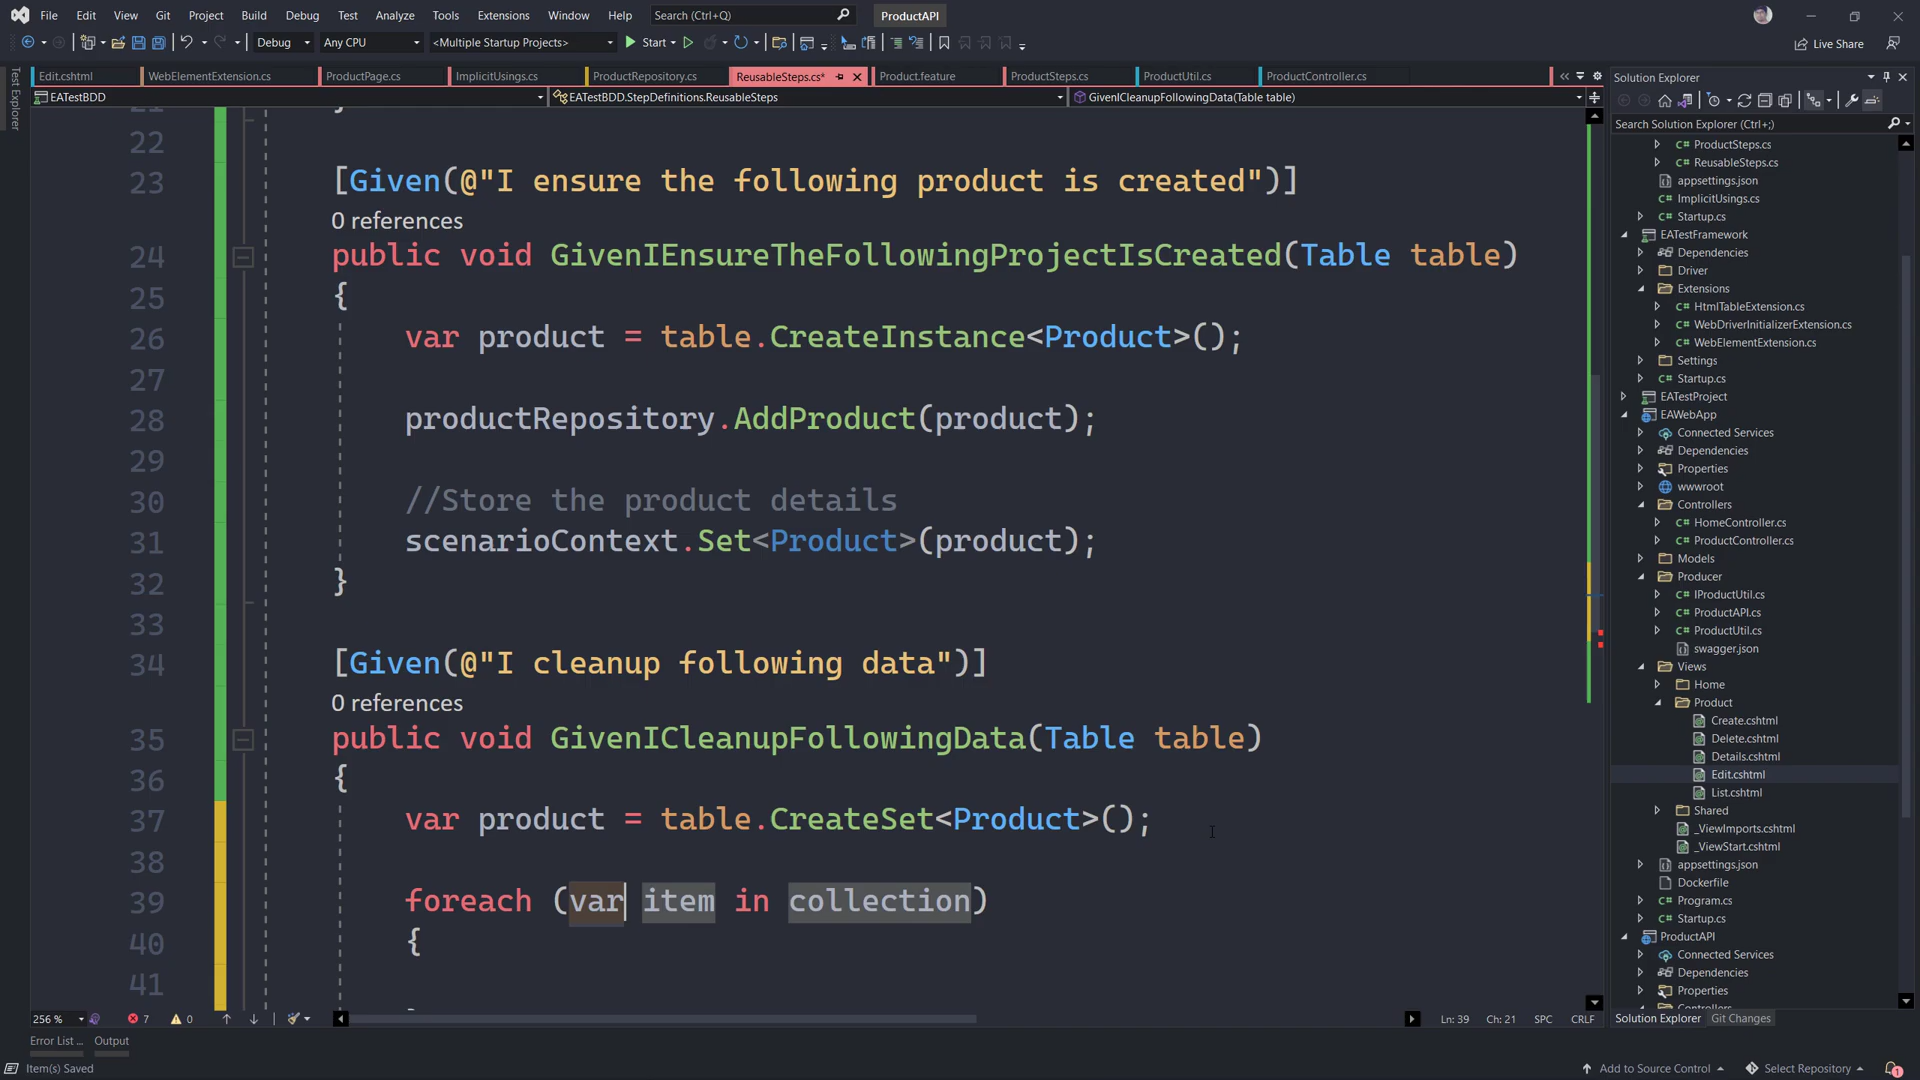 File Edit View Git Project Build Debug Test Analyze Tools Extensions Window Help Search (Ctrl+Q) ProductAPI
Debug Any CPU <Multiple Startup Projects> Start Live Share
Edit.cshtml WebElementExtension.cs ProductPage.cs ImplicitUsings.cs ProductRepository.cs ReusableSteps.cs* Product.feature ProductSteps.cs ProductUtil.cs ProductController.cs
EATestBDD EATestBDD.StepDefinitions.ReusableSteps GivenICleanupFollowingData(Table table)
Test Explorer
22
23 [Given(@"I ensure the following product is created")]
0 references
24 public void GivenIEnsureTheFollowingProjectIsCreated(Table table)
25 {
26 var product = table.CreateInstance<Product>();
27
28 productRepository.AddProduct(product);
29
30 //Store the product details
31 scenarioContext.Set<Product>(product);
32 }
33
34 [Given(@"I cleanup following data")]
0 references
35 public void GivenICleanupFollowingData(Table table)
36 {
37 var product = table.CreateSet<Product>();
38
39 foreach (var item in collection)
40 {
41
256 % 7 0 Ln: 39 Ch: 21 SPC CRLF
Error List ... Output
Item(s) Saved Add to Source Control Select Repository 1
Solution Explorer
Search Solution Explorer (Ctrl+;)
C# ProductSteps.cs
C# ReusableSteps.cs
appsettings.json
C# ImplicitUsings.cs
C# Startup.cs
EATestFramework
Dependencies
Driver
Extensions
C# HtmlTableExtension.cs
C# WebDriverInitializerExtension.cs
C# WebElementExtension.cs
Settings
C# Startup.cs
EATestProject
EAWebApp
Connected Services
Dependencies
Properties
wwwroot
Controllers
C# HomeController.cs
C# ProductController.cs
Models
Producer
C# IProductUtil.cs
C# ProductAPI.cs
C# ProductUtil.cs
swagger.json
Views
Home
Product
Create.cshtml
Delete.cshtml
Details.cshtml
Edit.cshtml
List.cshtml
Shared
_ViewImports.cshtml
_ViewStart.cshtml
appsettings.json
Dockerfile
C# Program.cs
C# Startup.cs
ProductAPI
Connected Services
Dependencies
Properties
Solution Explorer Git Changes